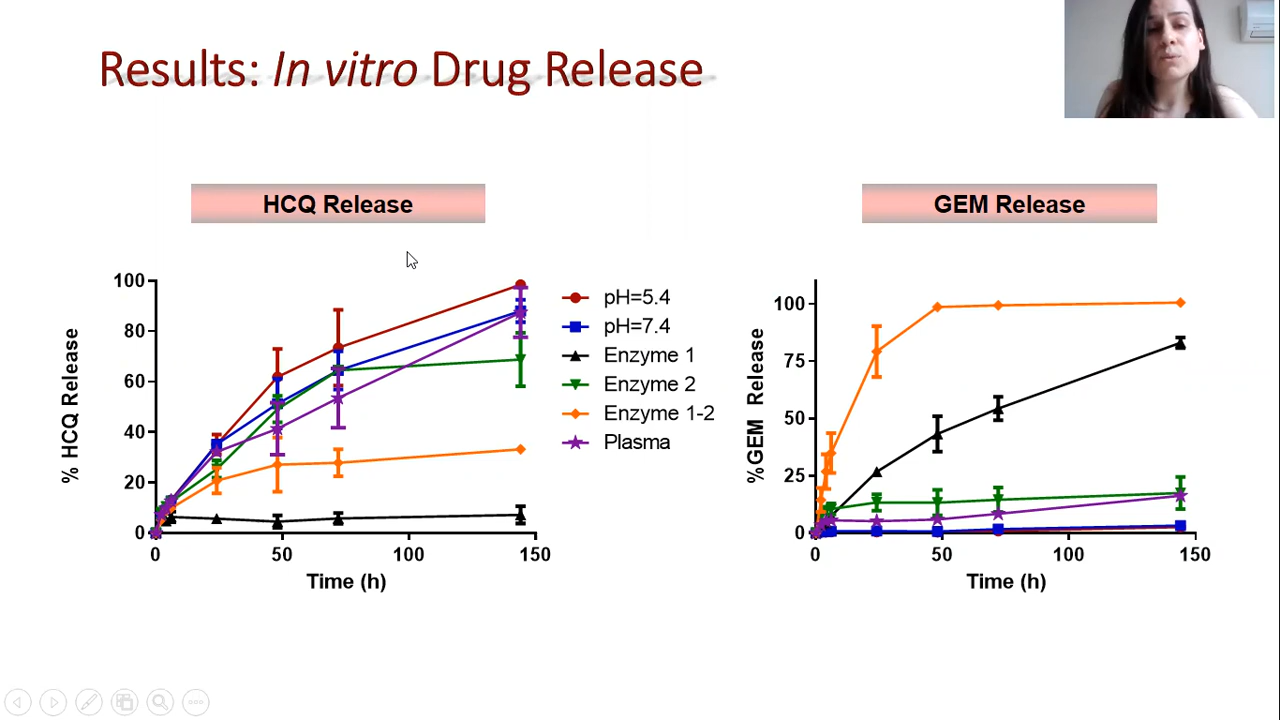 Results: In vitro Drug Release
HCQ Release
GEM Release
% HCQ Release
100
80
60
40
20
0
0
50
100
150
Time (h)
pH=5.4
pH=7.4
Enzyme 1
Enzyme 2
Enzyme 1-2
Plasma
%GEM Release
100
75
50
25
0
0
50
100
150
Time (h)